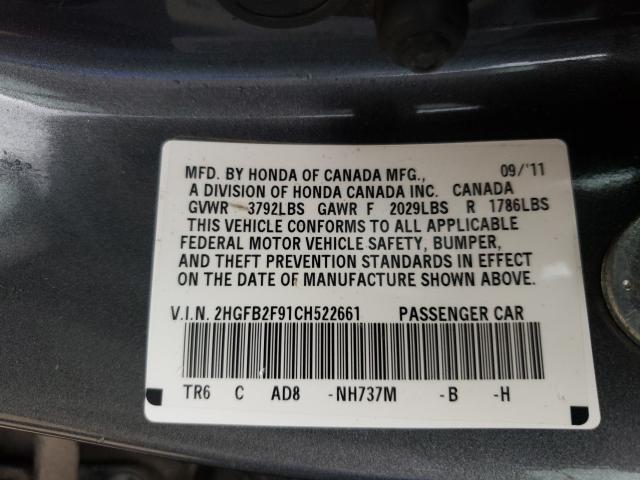 MFD. BY HONDA OF CANADA MFG., 09/'11
A DIVISION OF HONDA CANADA INC. CANADA
GVWR 3792LBS GAWR F 2029LBS R 1786LBS
THIS VEHICLE CONFORMS TO ALL APPLICABLE
FEDERAL MOTOR VEHICLE SAFETY, BUMPER,
AND THEFT PREVENTION STANDARDS IN EFFECT
ON THE DATE OF MANUFACTURE SHOWN ABOVE.
V.I.N. 2HGFB2F91CH522661 PASSENGER CAR
TR6 C AD8 -NH737M -B -H